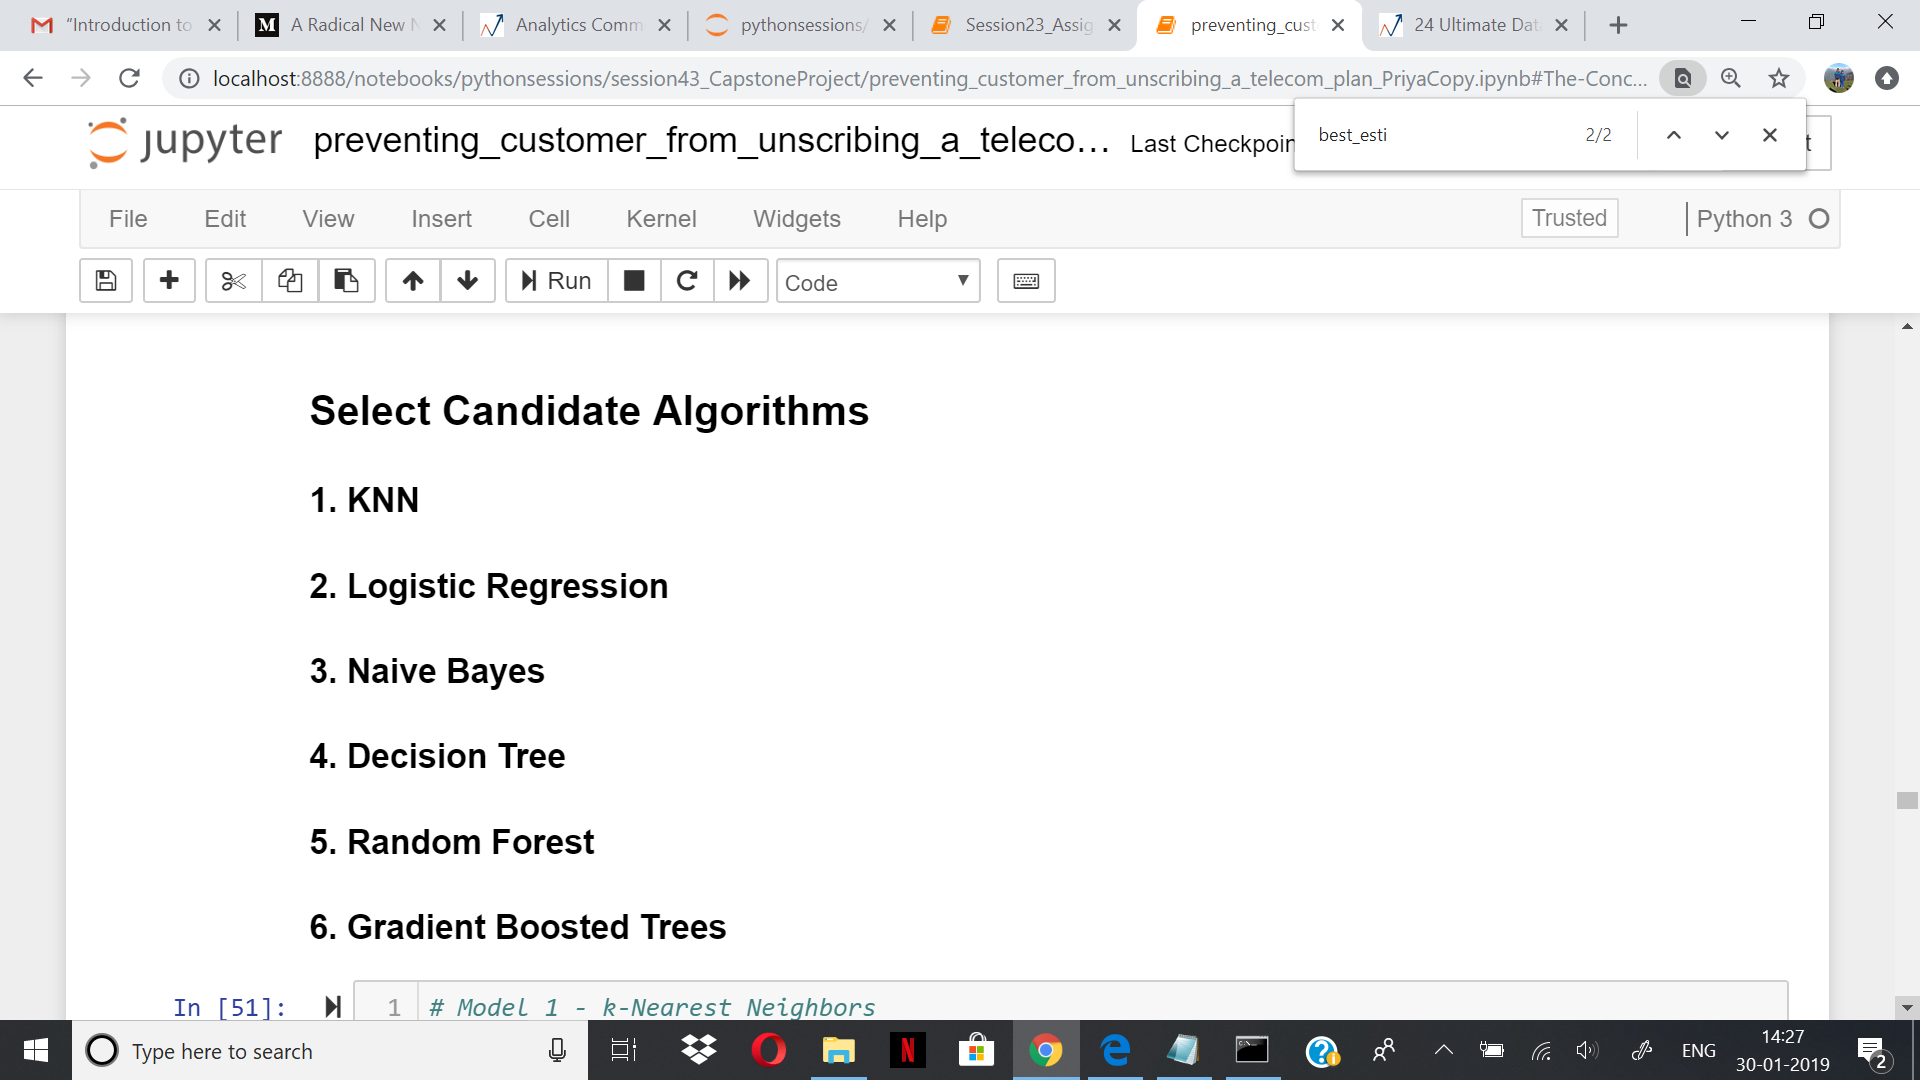 "Introduction to
A Radical New N
Analytics Comm
pythonsessions/
Session23_Assig
preventing_cust
24 Ultimate Dat
localhost:8888/notebooks/pythonsessions/session43_CapstoneProject/preventing_customer_from_unscribing_a_telecom_plan_PriyaCopy.ipynb#The-Conc...
best_esti 2/2
jupyter preventing_customer_from_unscribing_a_teleco... Last Checkpoin t
File Edit View Insert Cell Kernel Widgets Help Trusted Python 3
Run Code
Select Candidate Algorithms
1. KNN
2. Logistic Regression
3. Naive Bayes
4. Decision Tree
5. Random Forest
6. Gradient Boosted Trees
In [51]: 1 # Model 1 - k-Nearest Neighbors
Type here to search
ENG
14:27
30-01-2019
2